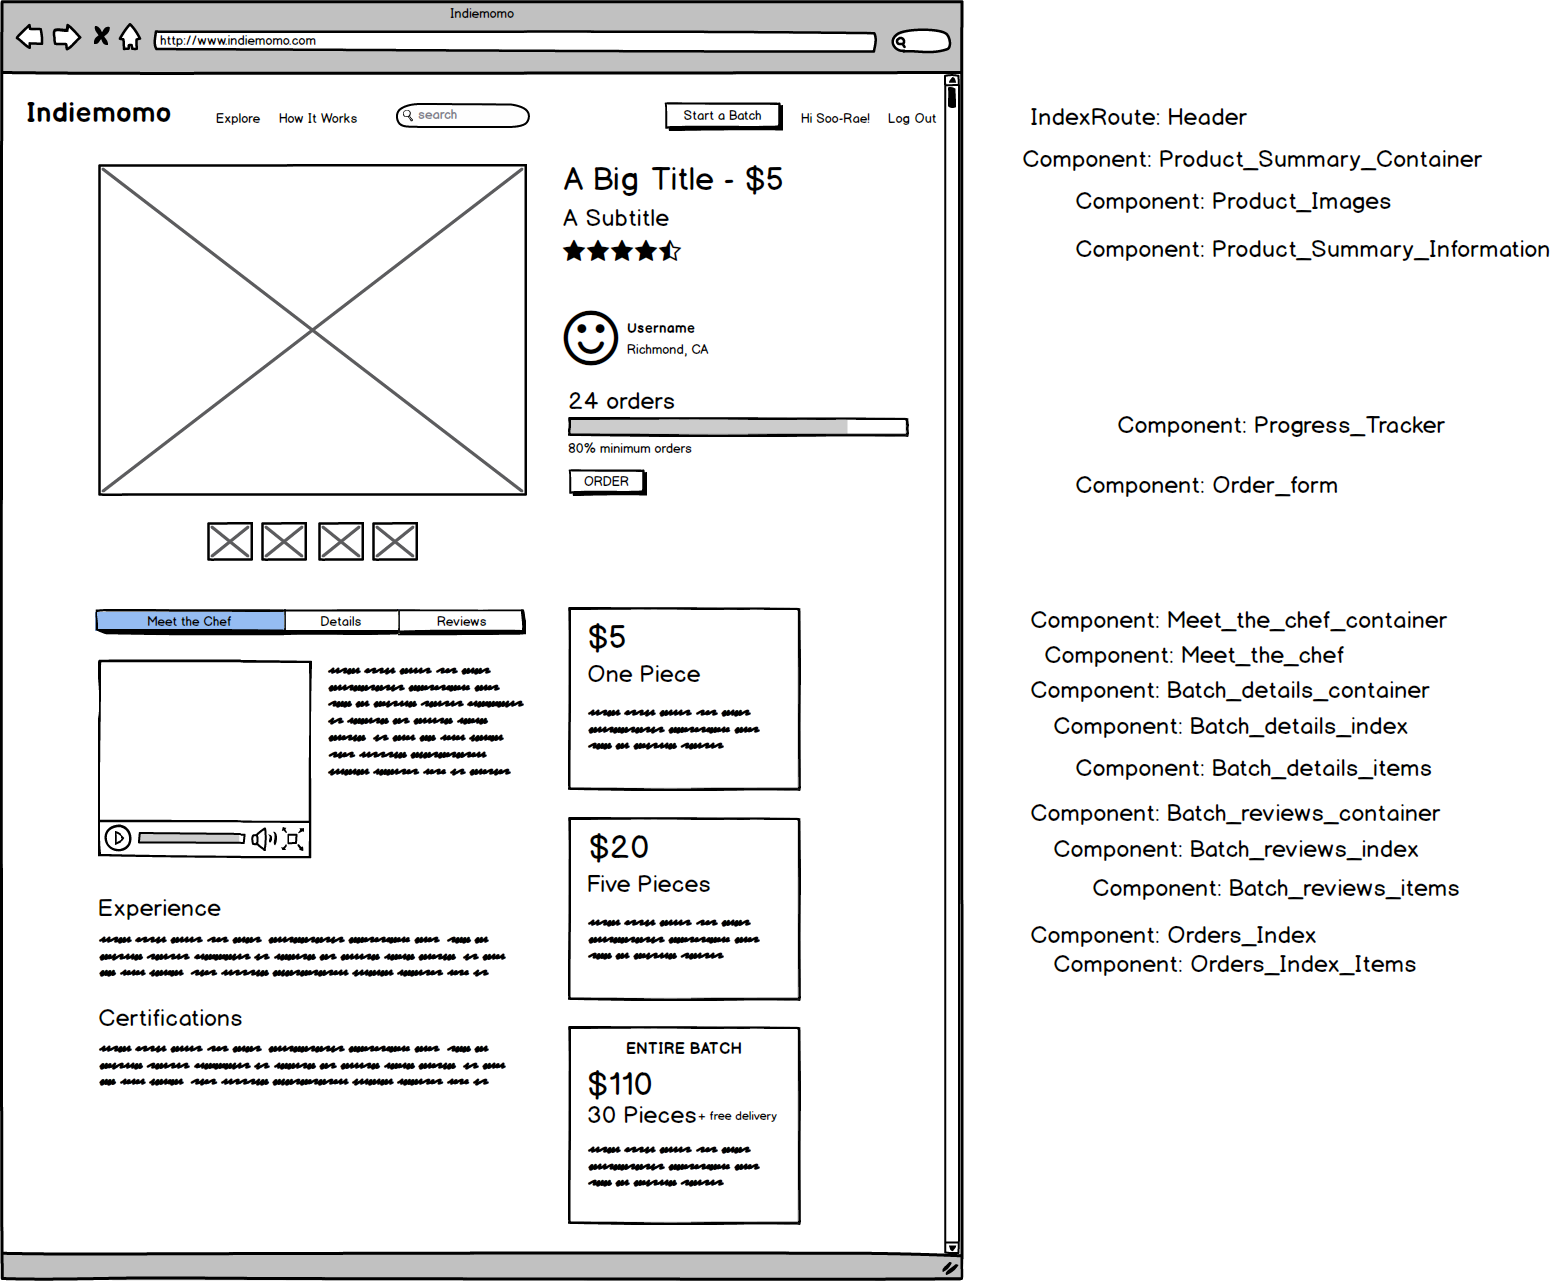 Indiemomo
http://www.indiemomo.com
Indiemomo
Explore
How It Works
search
Start a Batch
Hi Soo-Rae!
Log Out
A Big Title - $5
A Subtitle
Username
Richmond, CA
24 orders
80% minimum orders
ORDER
Meet the Chef
Details
Reviews
Experience
Certifications
$5
One Piece
$20
Five Pieces
ENTIRE BATCH
$110
30 Pieces + free delivery
IndexRoute: Header
Component: Product_Summary_Container
Component: Product_Images
Component: Product_Summary_Information
Component: Progress_Tracker
Component: Order_form
Component: Meet_the_chef_container
Component: Meet_the_chef
Component: Batch_details_container
Component: Batch_details_index
Component: Batch_details_items
Component: Batch_reviews_container
Component: Batch_reviews_index
Component: Batch_reviews_items
Component: Orders_Index
Component: Orders_Index_Items